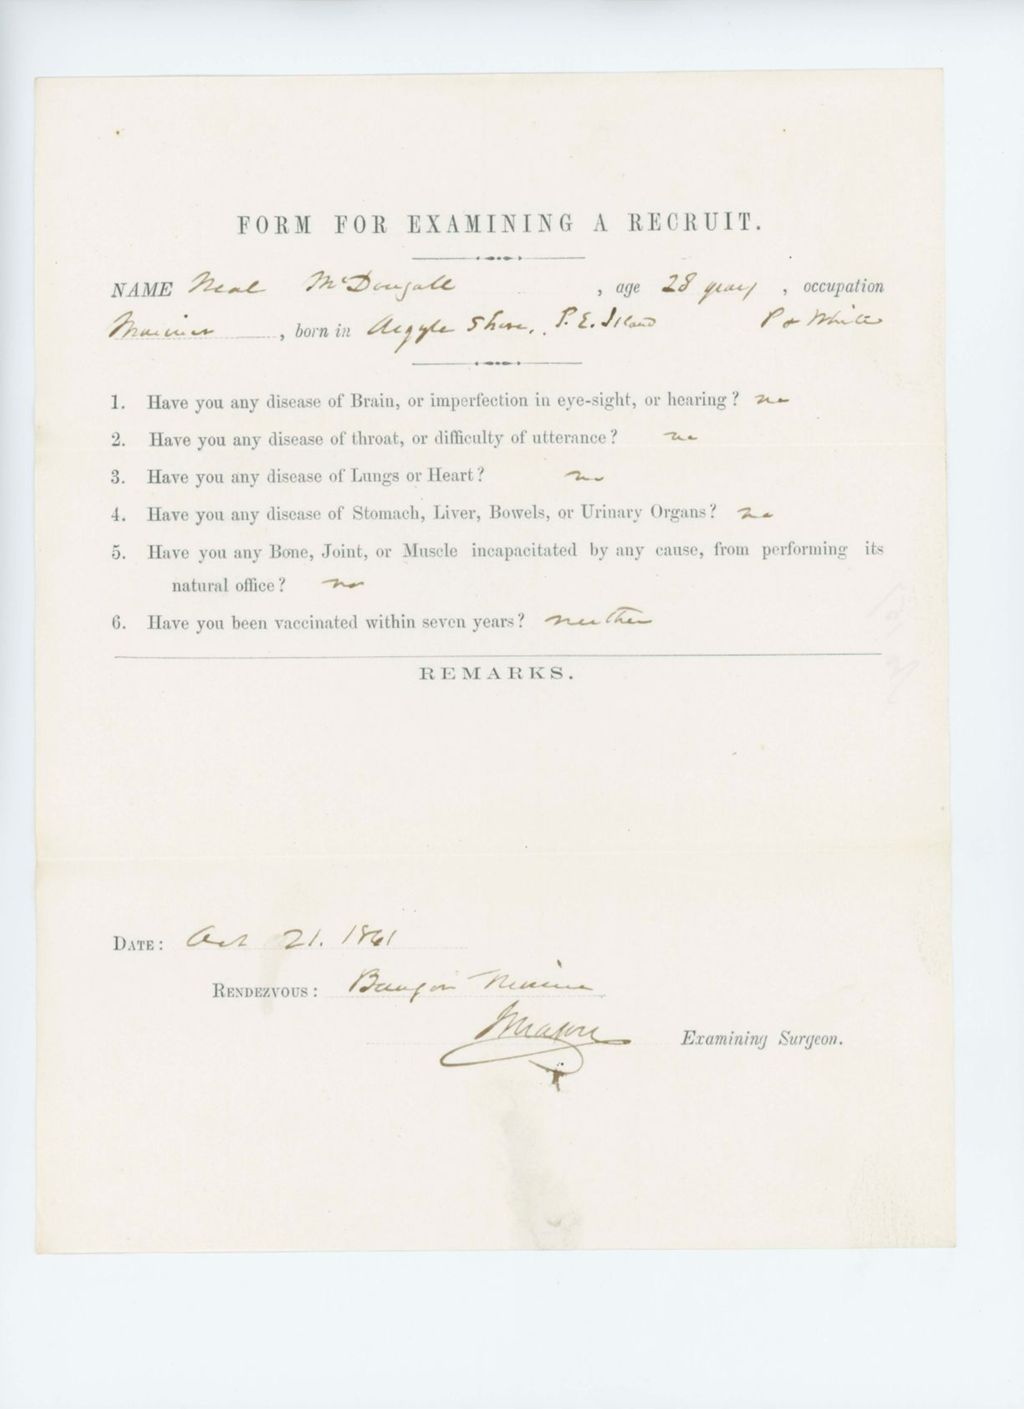 FORM FOR EXAMINING A RECRUIT.
NAME Neal McDougall , age 28 years , occupation
Mariner , born in Argyle Shore, P. E. Island P & White
1. Have you any disease of Brain, or imperfection in eye-sight, or hearing? no
2. Have you any disease of throat, or difficulty of utterance? no
3. Have you any disease of Lungs or Heart? no
4. Have you any disease of Stomach, Liver, Bowels, or Urinary Organs? no
5. Have you any Bone, Joint, or Muscle incapacitated by any cause, from performing its
natural office? no
6. Have you been vaccinated within seven years? neither
REMARKS.
DATE: Oct 21. 1861
RENDEZVOUS: Bangor Maine
Mason Examining Surgeon.